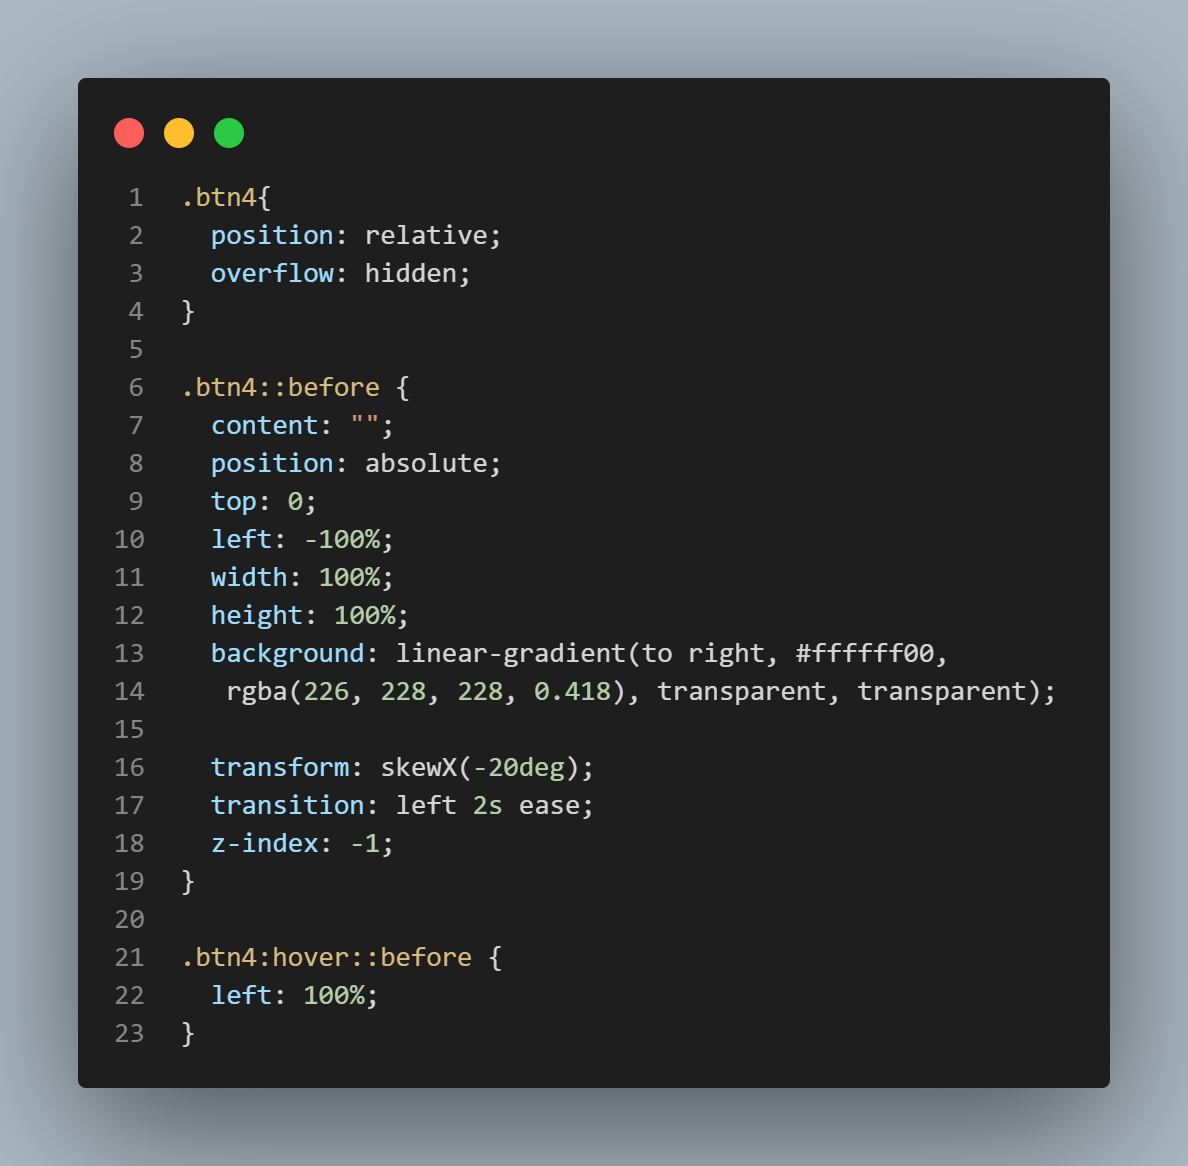 1 .btn4{
2   position: relative;
3   overflow: hidden;
4 }
5
6 .btn4::before {
7   content: "";
8   position: absolute;
9   top: 0;
10   left: -100%;
11   width: 100%;
12   height: 100%;
13   background: linear-gradient(to right, #ffffff00,
14    rgba(226, 228, 228, 0.418), transparent, transparent);
15
16   transform: skewX(-20deg);
17   transition: left 2s ease;
18   z-index: -1;
19 }
20
21 .btn4:hover::before {
22   left: 100%;
23 }